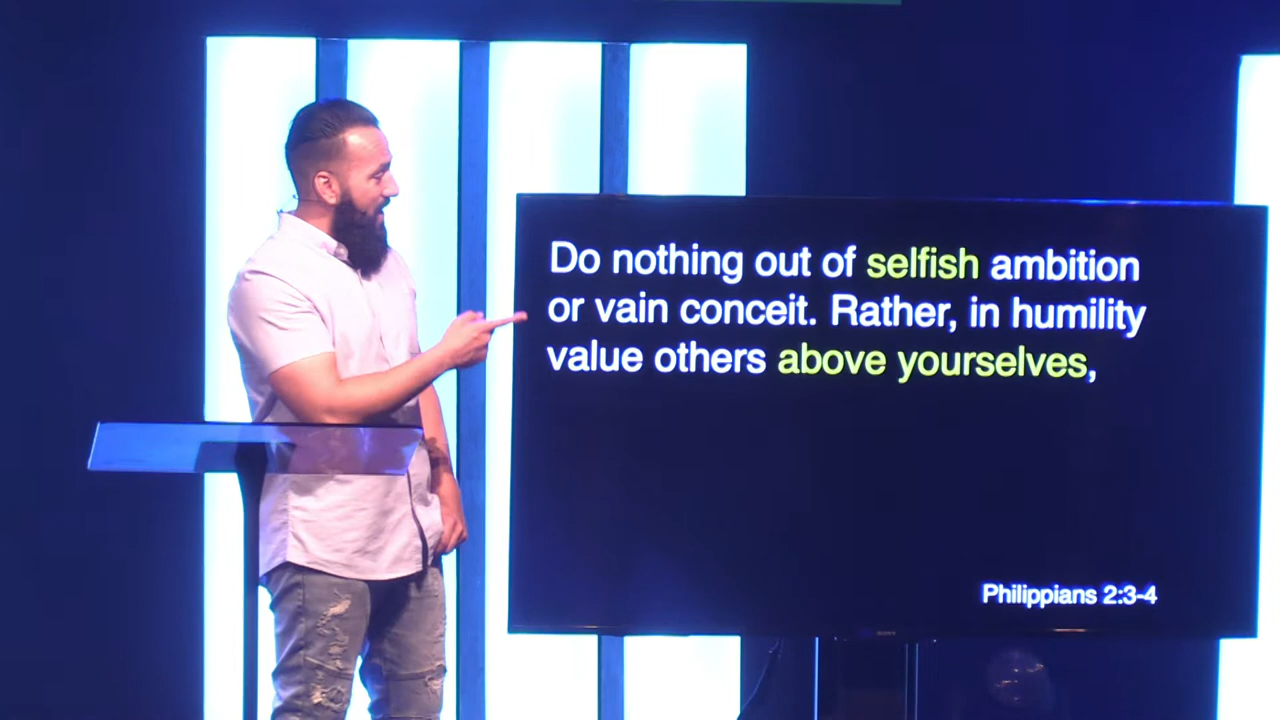 Do nothing out of selfish ambition
or vain conceit. Rather, in humility
value others above yourselves,
Philippians 2:3-4